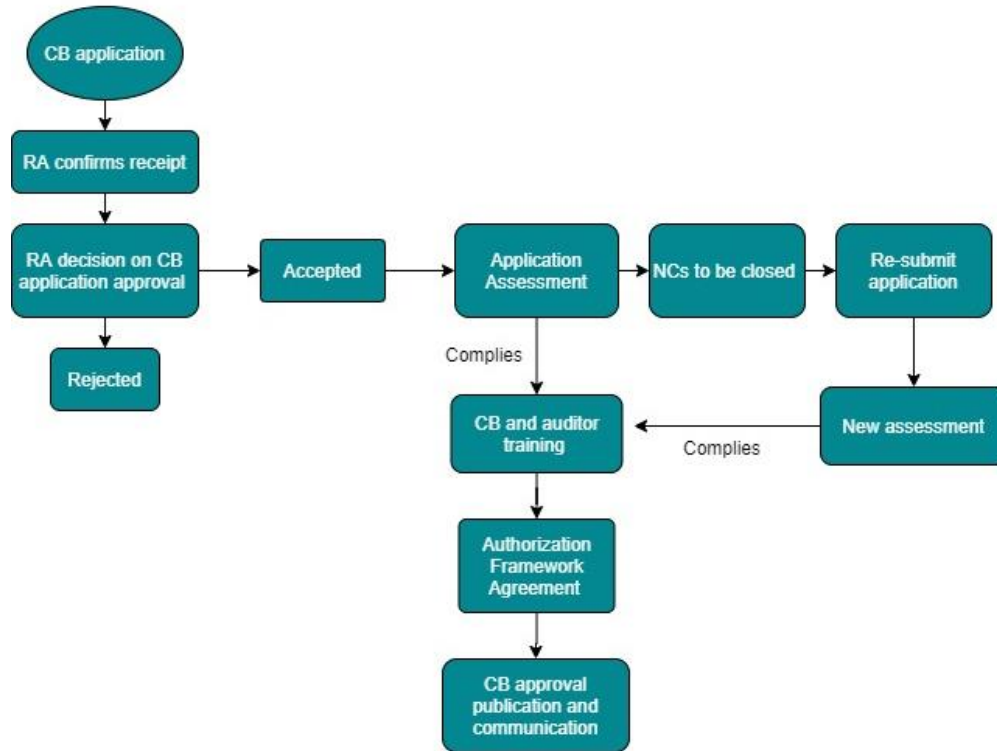 CB application
RA confirms receipt
RA decision on CB
application approval
Accepted
Application
Assessment
NCs to be closed
Re-submit
application
Rejected
Complies
CB and auditor
training
Complies
New assessment
Authorization
Framework
Agreement
CB approval
publication and
communication